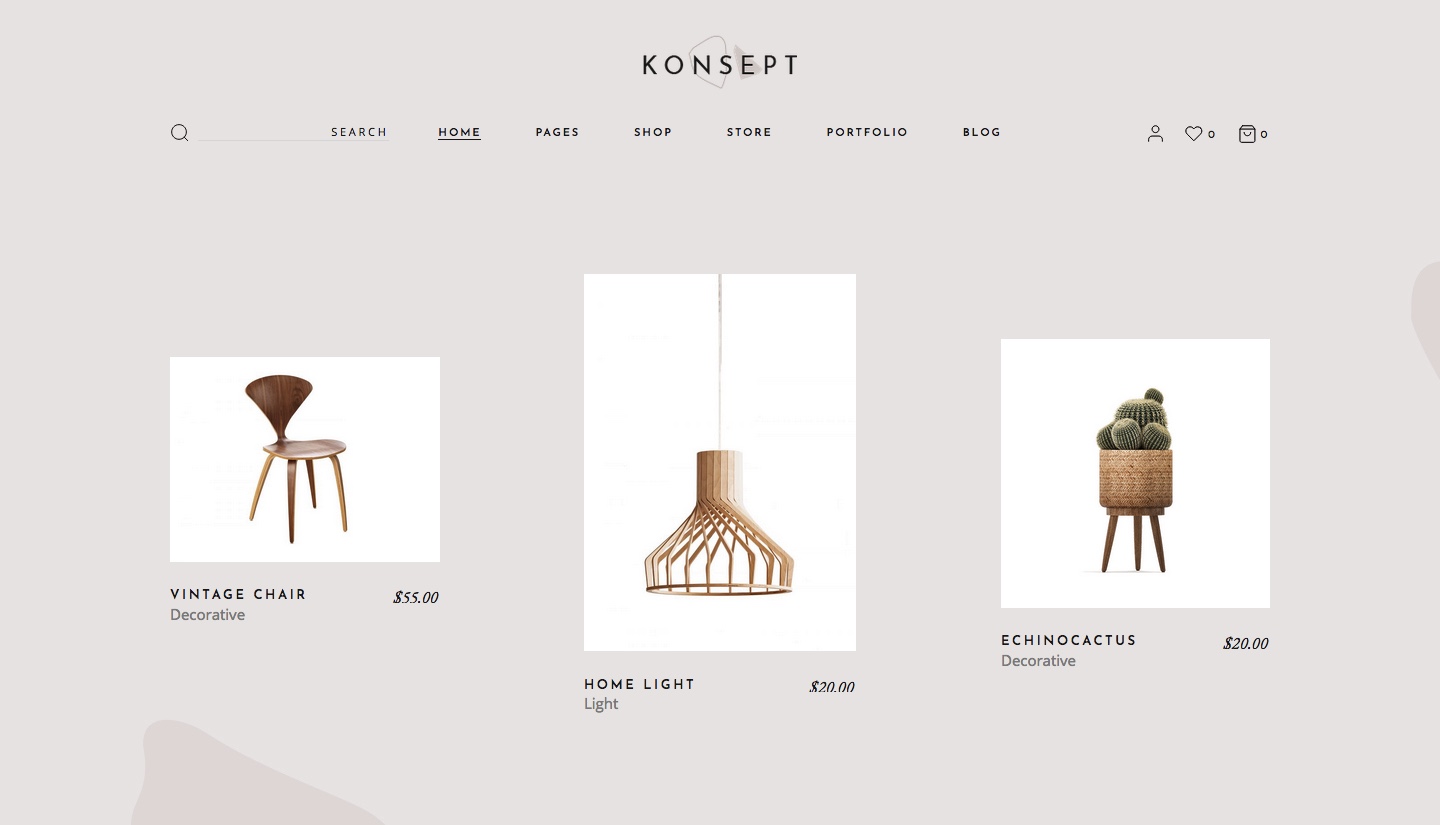 KONSEPT
SEARCH HOME PAGES SHOP STORE PORTFOLIO BLOG 0 0
VINTAGE CHAIR $55.00
Decorative
HOME LIGHT $20.00
Light
ECHINOCACTUS $20.00
Decorative